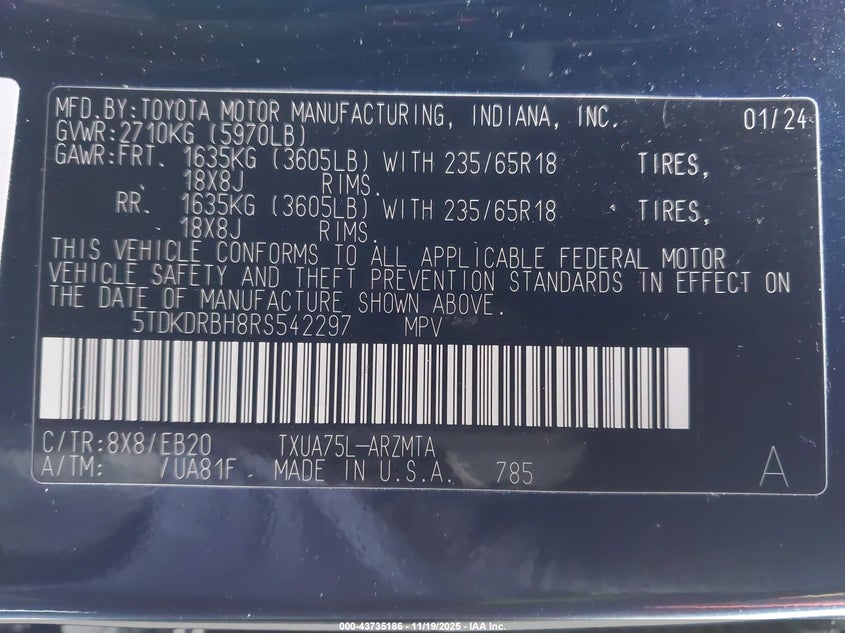 MFD.BY:TOYOTA MOTOR MANUFACTURING, INDIANA, INC. 01/24
GVWR:2710KG (5970LB)
GAWR:FRT. 1635KG (3605LB) WITH 235/65R18 TIRES,
18X8J RIMS.
RR. 1635KG (3605LB) WITH 235/65R18 TIRES,
18X8J RIMS.
THIS VEHICLE CONFORMS TO ALL APPLICABLE FEDERAL MOTOR
VEHICLE SAFETY AND THEFT PREVENTION STANDARDS IN EFFECT ON
THE DATE OF MANUFACTURE SHOWN ABOVE.
5TDKDRBH8RS542297 MPV
C/TR:8X8/EB20 TXUA75L-ARZMTA
A/TM: /UA81F MADE IN U.S.A. 785 A
000-43735186 - 11/19/2025 - IAA Inc.